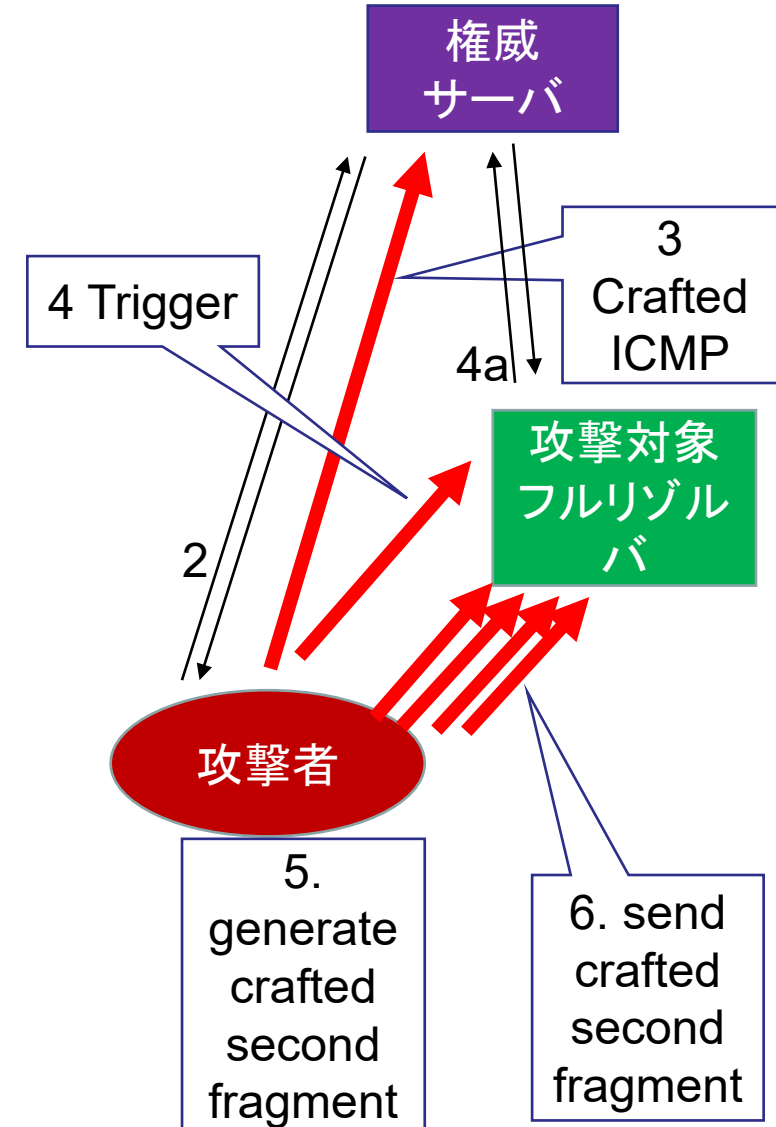 権威
サーバ
3
Crafted
ICMP
4 Trigger
4a
攻撃対象
フルリゾル
バ
2
攻撃者
5.
generate
crafted
second
fragment
6. send
crafted
second
fragment